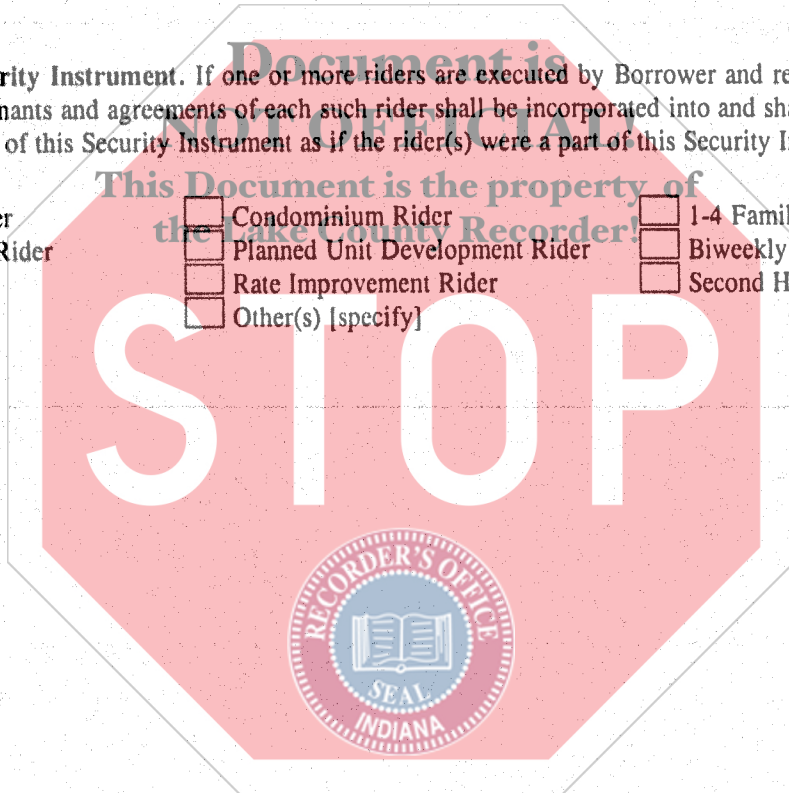 Document is
rity Instrument. If one or more riders are executed by Borrower and re
nants and agreements of each such rider shall be incorporated into and sha
NOT OFFICIAL!
of this Security Instrument as if the rider(s) were a part of this Security I
This Document is the property of
the Lake County Recorder!
er Condominium Rider 1-4 Famil
Rider Planned Unit Development Rider Biweekly
Rate Improvement Rider Second H
Other(s) [specify]
STOP
RECORDER'S OFFICE
SEAL
INDIANA